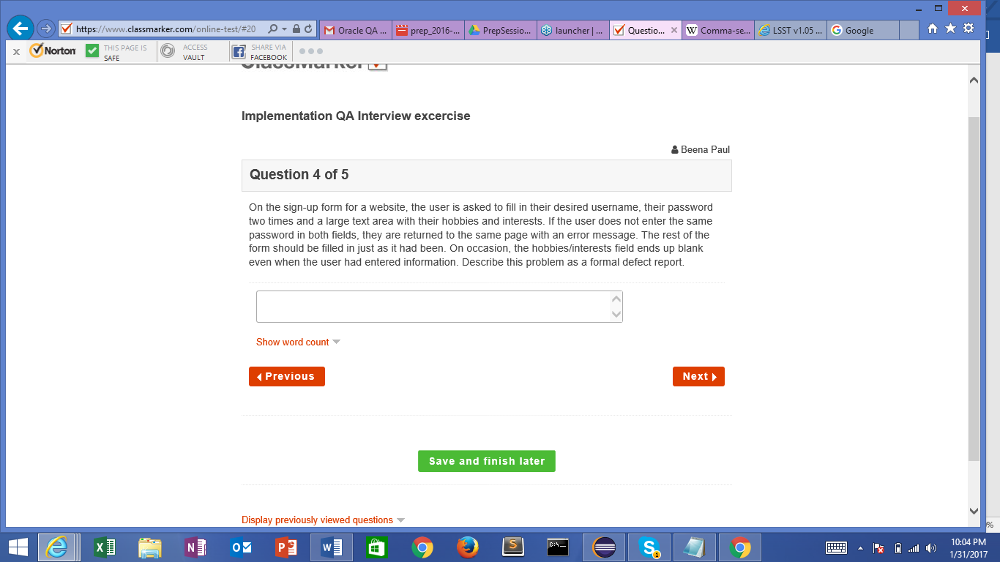 https://www.classmarker.com/online-test/#20
Oracle QA ...
prep_2016-...
PrepSessio...
launcher | ...
Questio...
Comma-se...
LSST v1.05 ...
Google
Norton
THIS PAGE IS
SAFE
ACCESS
VAULT
SHARE VIA
FACEBOOK
ClassMarker
Implementation QA Interview excercise
Beena Paul
Question 4 of 5
On the sign-up form for a website, the user is asked to fill in their desired username, their password
two times and a large text area with their hobbies and interests. If the user does not enter the same
password in both fields, they are returned to the same page with an error message. The rest of the
form should be filled in just as it had been. On occasion, the hobbies/interests field ends up blank
even when the user had entered information. Describe this problem as a formal defect report.
Show word count
Previous
Next
Save and finish later
Display previously viewed questions
%
10:04 PM
1/31/2017